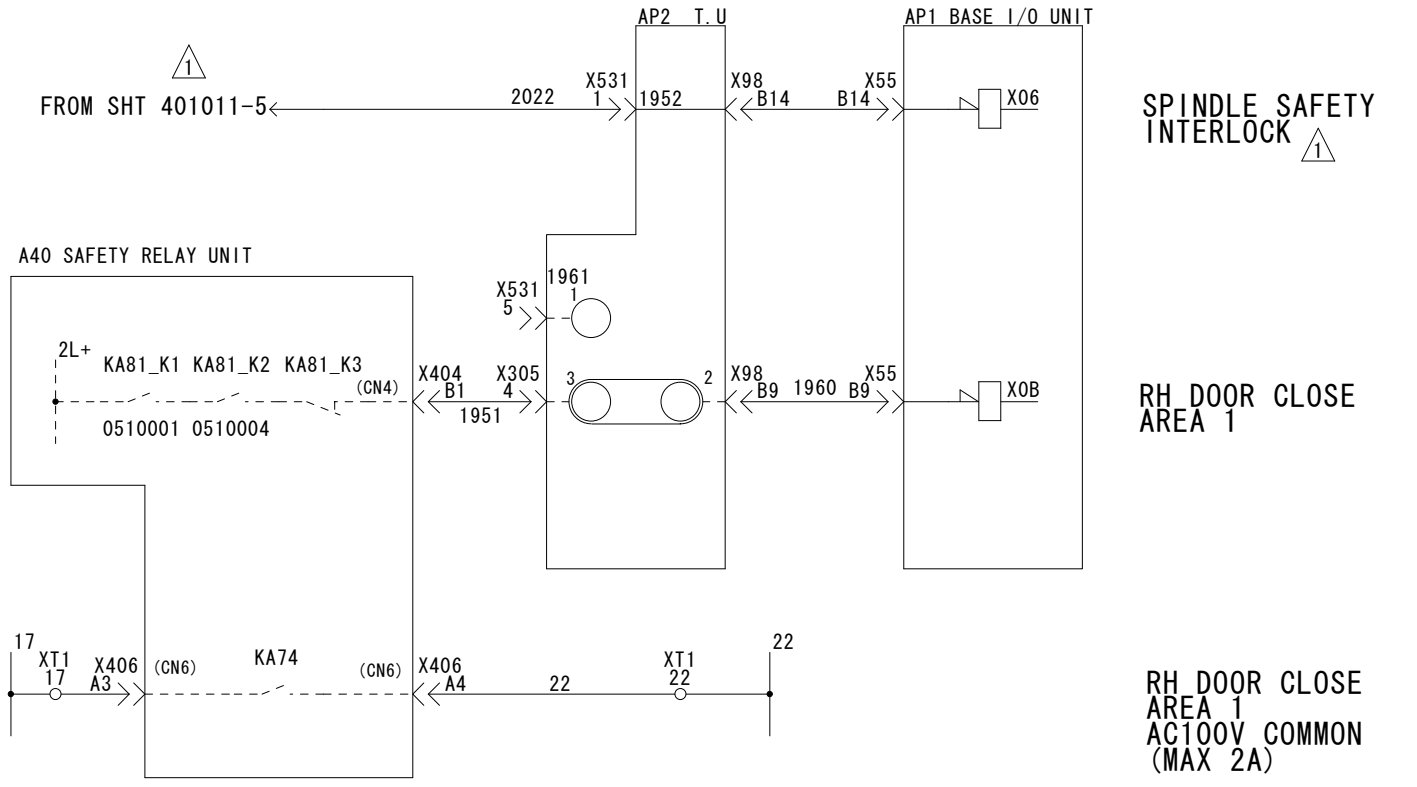 AP2 T.U
AP1 BASE I/O UNIT
1
FROM SHT 401011-5
2022
X531
1
1952
X98
B14
B14
X55
X06
SPINDLE SAFETY
INTERLOCK
1
A40 SAFETY RELAY UNIT
X531
5
1961
1
2L+
KA81_K1 KA81_K2 KA81_K3
(CN4)
0510001 0510004
X404
B1
1951
X305
4
3
2
X98
B9
1960
B9
X55
X0B
RH DOOR CLOSE
AREA 1
17
XT1
17
X406
A3
(CN6)
KA74
(CN6)
X406
A4
22
XT1
22
22
RH DOOR CLOSE
AREA 1
AC100V COMMON
(MAX 2A)